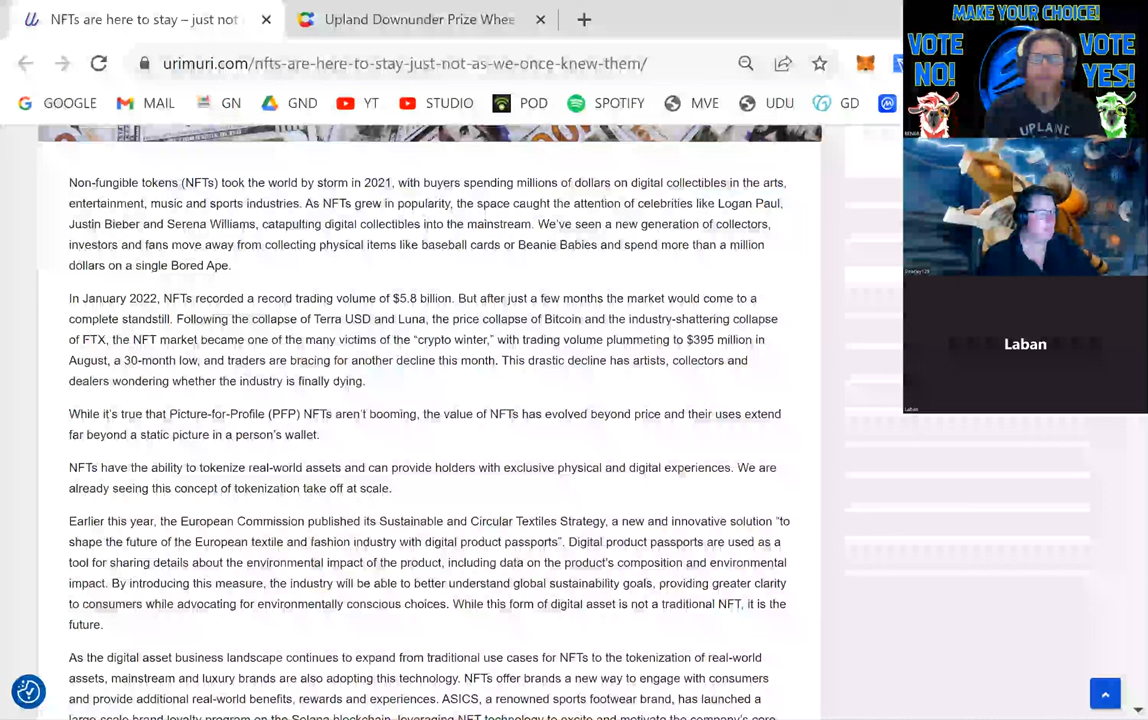 NFTs are here to stay – just not
Upland Downunder Prize Whee
urimuri.com/nfts-are-here-to-stay-just-not-as-we-once-knew-them/
GOOGLE MAIL GN GND YT STUDIO POD SPOTIFY MVE UDU GD
MAKE YOUR CHOICE!
VOTE NO!
VOTE YES!
UPLAND
Non-fungible tokens (NFTs) took the world by storm in 2021, with buyers spending millions of dollars on digital collectibles in the arts,
entertainment, music and sports industries. As NFTs grew in popularity, the space caught the attention of celebrities like Logan Paul,
Justin Bieber and Serena Williams, catapulting digital collectibles into the mainstream. We've seen a new generation of collectors,
investors and fans move away from collecting physical items like baseball cards or Beanie Babies and spend more than a million
dollars on a single Bored Ape.
In January 2022, NFTs recorded a record trading volume of $5.8 billion. But after just a few months the market would come to a
complete standstill. Following the collapse of Terra USD and Luna, the price collapse of Bitcoin and the industry-shattering collapse
of FTX, the NFT market became one of the many victims of the “crypto winter,” with trading volume plummeting to $395 million in
August, a 30-month low, and traders are bracing for another decline this month. This drastic decline has artists, collectors and
dealers wondering whether the industry is finally dying.
While it's true that Picture-for-Profile (PFP) NFTs aren't booming, the value of NFTs has evolved beyond price and their uses extend
far beyond a static picture in a person's wallet.
NFTs have the ability to tokenize real-world assets and can provide holders with exclusive physical and digital experiences. We are
already seeing this concept of tokenization take off at scale.
Earlier this year, the European Commission published its Sustainable and Circular Textiles Strategy, a new and innovative solution “to
shape the future of the European textile and fashion industry with digital product passports”. Digital product passports are used as a
tool for sharing details about the environmental impact of the product, including data on the product's composition and environmental
impact. By introducing this measure, the industry will be able to better understand global sustainability goals, providing greater clarity
to consumers while advocating for environmentally conscious choices. While this form of digital asset is not a traditional NFT, it is the
future.
As the digital asset business landscape continues to expand from traditional use cases for NFTs to the tokenization of real-world
assets, mainstream and luxury brands are also adopting this technology. NFTs offer brands a new way to engage with consumers
and provide additional real-world benefits, rewards and experiences. ASICS, a renowned sports footwear brand, has launched a
large-scale brand loyalty program on the Solana blockchain, leveraging NFT technology to excite and motivate the company's core
Laban
Laban